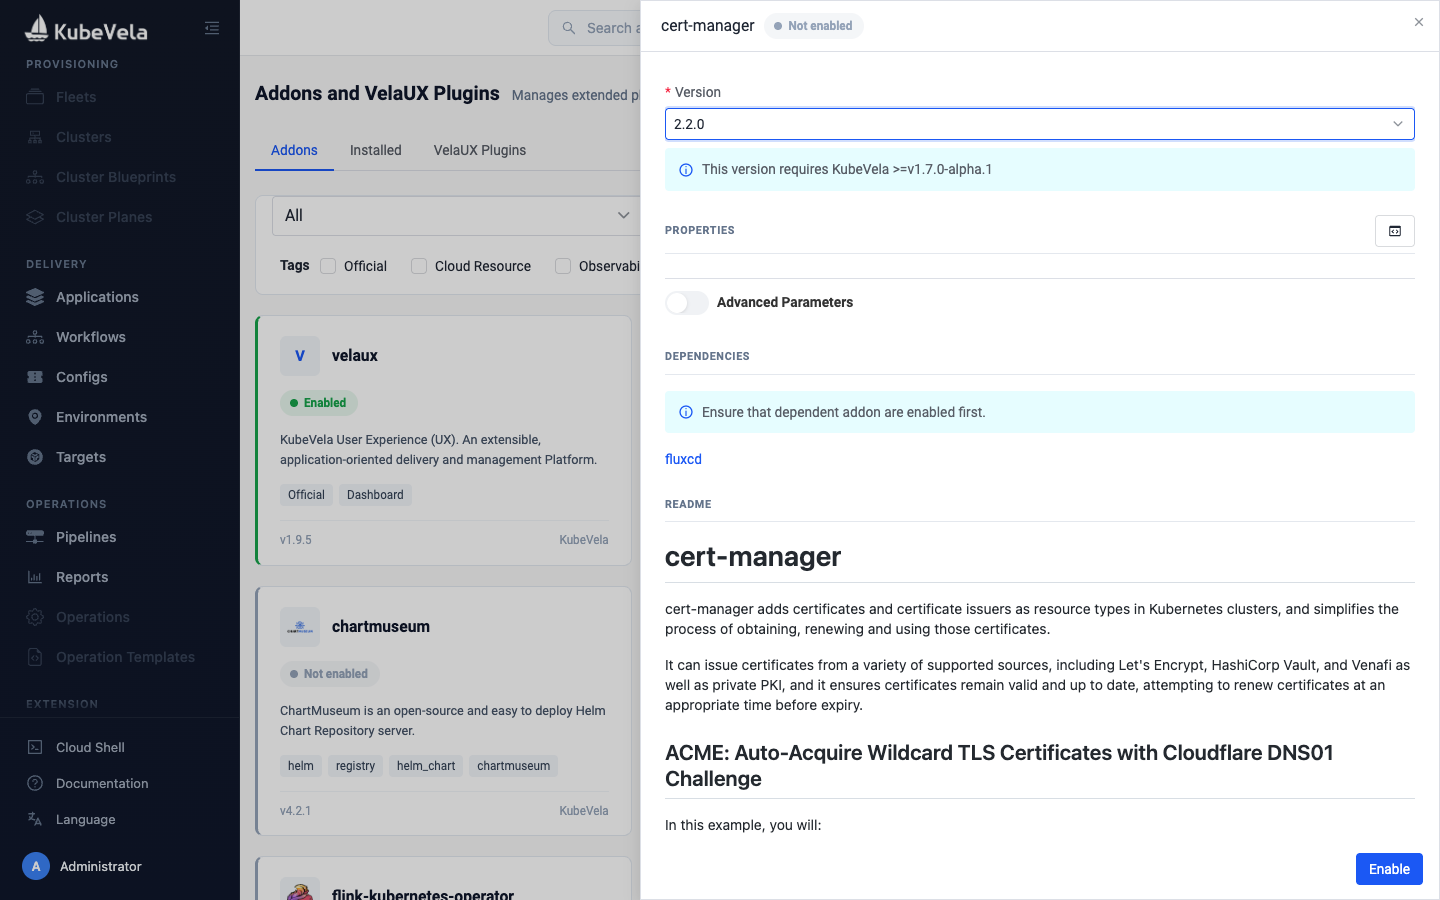 KubeVela
PROVISIONING
Fleets
Clusters
Cluster Blueprints
Cluster Planes
DELIVERY
Applications
Workflows
Configs
Environments
Targets
OPERATIONS
Pipelines
Reports
Operations
Operation Templates
EXTENSION
Cloud Shell
Documentation
Language
A Administrator
Search a
Addons and VelaUX Plugins Manages extended pl
Addons Installed VelaUX Plugins
All
Tags Official Cloud Resource Observabi
V velaux
Enabled
KubeVela User Experience (UX). An extensible,
application-oriented delivery and management Platform.
Official Dashboard
v1.9.5 KubeVela
chartmuseum
Not enabled
ChartMuseum is an open-source and easy to deploy Helm
Chart Repository server.
helm registry helm_chart chartmuseum
v4.2.1 KubeVela
flink-kubernetes-operator
cert-manager Not enabled
* Version
2.2.0
This version requires KubeVela >=v1.7.0-alpha.1
PROPERTIES
Advanced Parameters
DEPENDENCIES
Ensure that dependent addon are enabled first.
fluxcd
README
cert-manager
cert-manager adds certificates and certificate issuers as resource types in Kubernetes clusters, and simplifies the
process of obtaining, renewing and using those certificates.
It can issue certificates from a variety of supported sources, including Let's Encrypt, HashiCorp Vault, and Venafi as
well as private PKI, and it ensures certificates remain valid and up to date, attempting to renew certificates at an
appropriate time before expiry.
ACME: Auto-Acquire Wildcard TLS Certificates with Cloudflare DNS01
Challenge
In this example, you will:
Enable